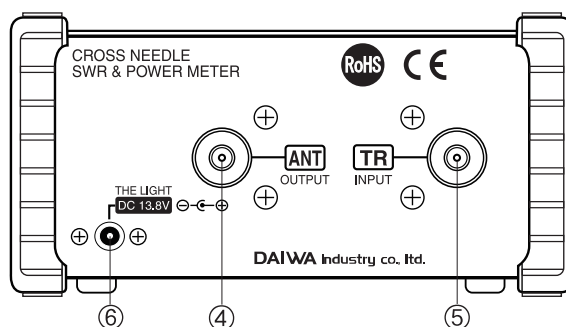 CROSS NEEDLE
SWR & POWER METER
RoHS CE
ANT
OUTPUT
TR
INPUT
THE LIGHT
DC 13.8V
DAIWA Industry co., ltd.
⑥ ④ ⑤